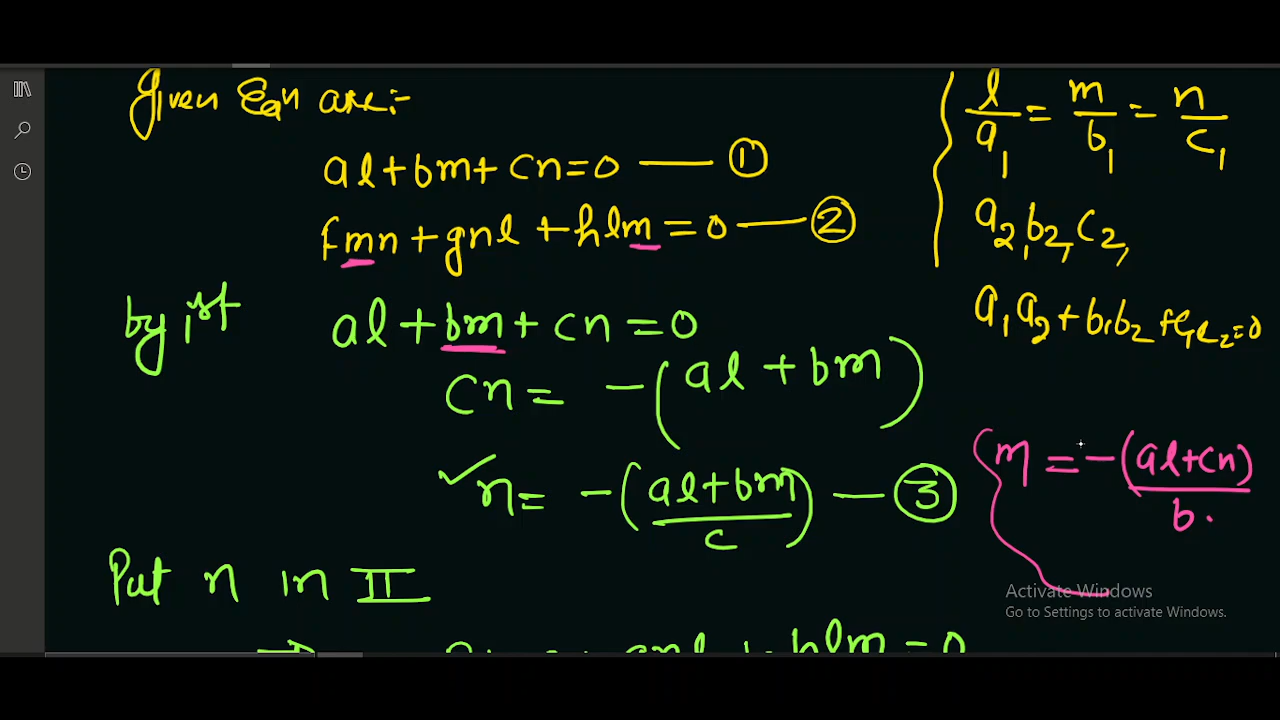 Given Eqn are:-
al+bm+cn=0 —— ①
fmn+gnl+hlm=0 —— ②
by 1st al+bm+cn=0
cn= -(al+bm)
✓n= -(al+bm)/c —— ③
Put n in II
hlm=0
l/a₁ = m/b₁ = n/c₁
a₂,b₂,c₂,
a₁a₂+b₁b₂+c₁c₂=0
m=-(al+cn)/b.
Activate Windows
Go to Settings to activate Windows.